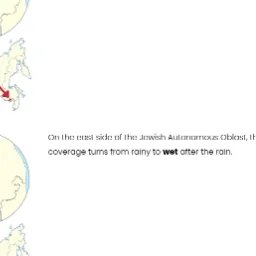 On the east side of the Jewish Autonomous Oblast, th
coverage turns from rainy to wet after the rain.